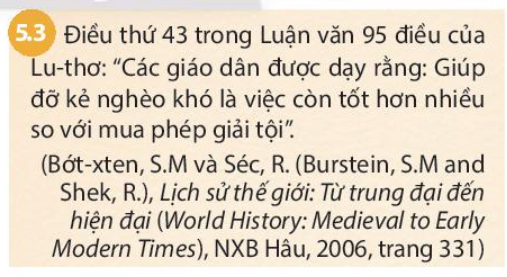 5.3 Điều thứ 43 trong Luận văn 95 điều của
Lu-thơ: “Các giáo dân được dạy rằng: Giúp
đỡ kẻ nghèo khó là việc còn tốt hơn nhiều
so với mua phép giải tội”.
(Bớt-xten, S.M và Séc, R. (Burstein, S.M and
Shek, R.), Lịch sử thế giới: Từ trung đại đến
hiện đại (World History: Medieval to Early
Modern Times), NXB Hâu, 2006, trang 331)